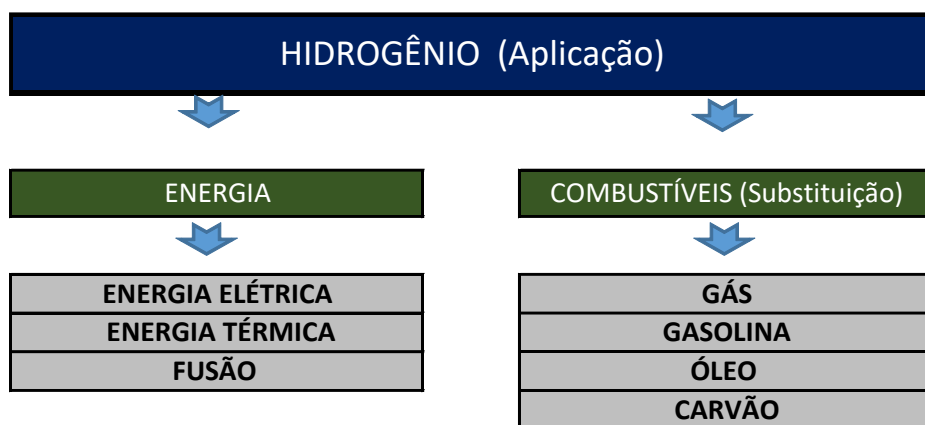 HIDROGÊNIO (Aplicação)
ENERGIA
COMBUSTÍVEIS (Substituição)
ENERGIA ELÉTRICA
ENERGIA TÉRMICA
FUSÃO
GÁS
GASOLINA
ÓLEO
CARVÃO